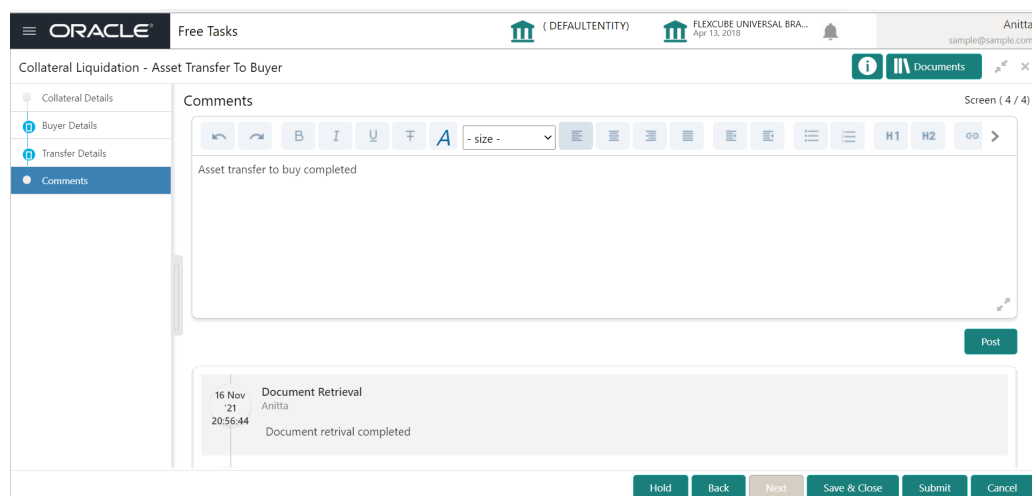 ORACLE
Free Tasks
( DEFAULTENTITY)
FLEXCUBE UNIVERSAL BRA...
Apr 13, 2018
Anitta
sample@sample.com
Collateral Liquidation - Asset Transfer To Buyer
Documents
Collateral Details
Buyer Details
Transfer Details
Comments
Comments
Screen ( 4 / 4)
B I U T A - size - H1 H2
Asset transfer to buy completed
Post
16 Nov
'21
20:56:44
Document Retrieval
Anitta
Document retrival completed
Hold Back Next Save & Close Submit Cancel